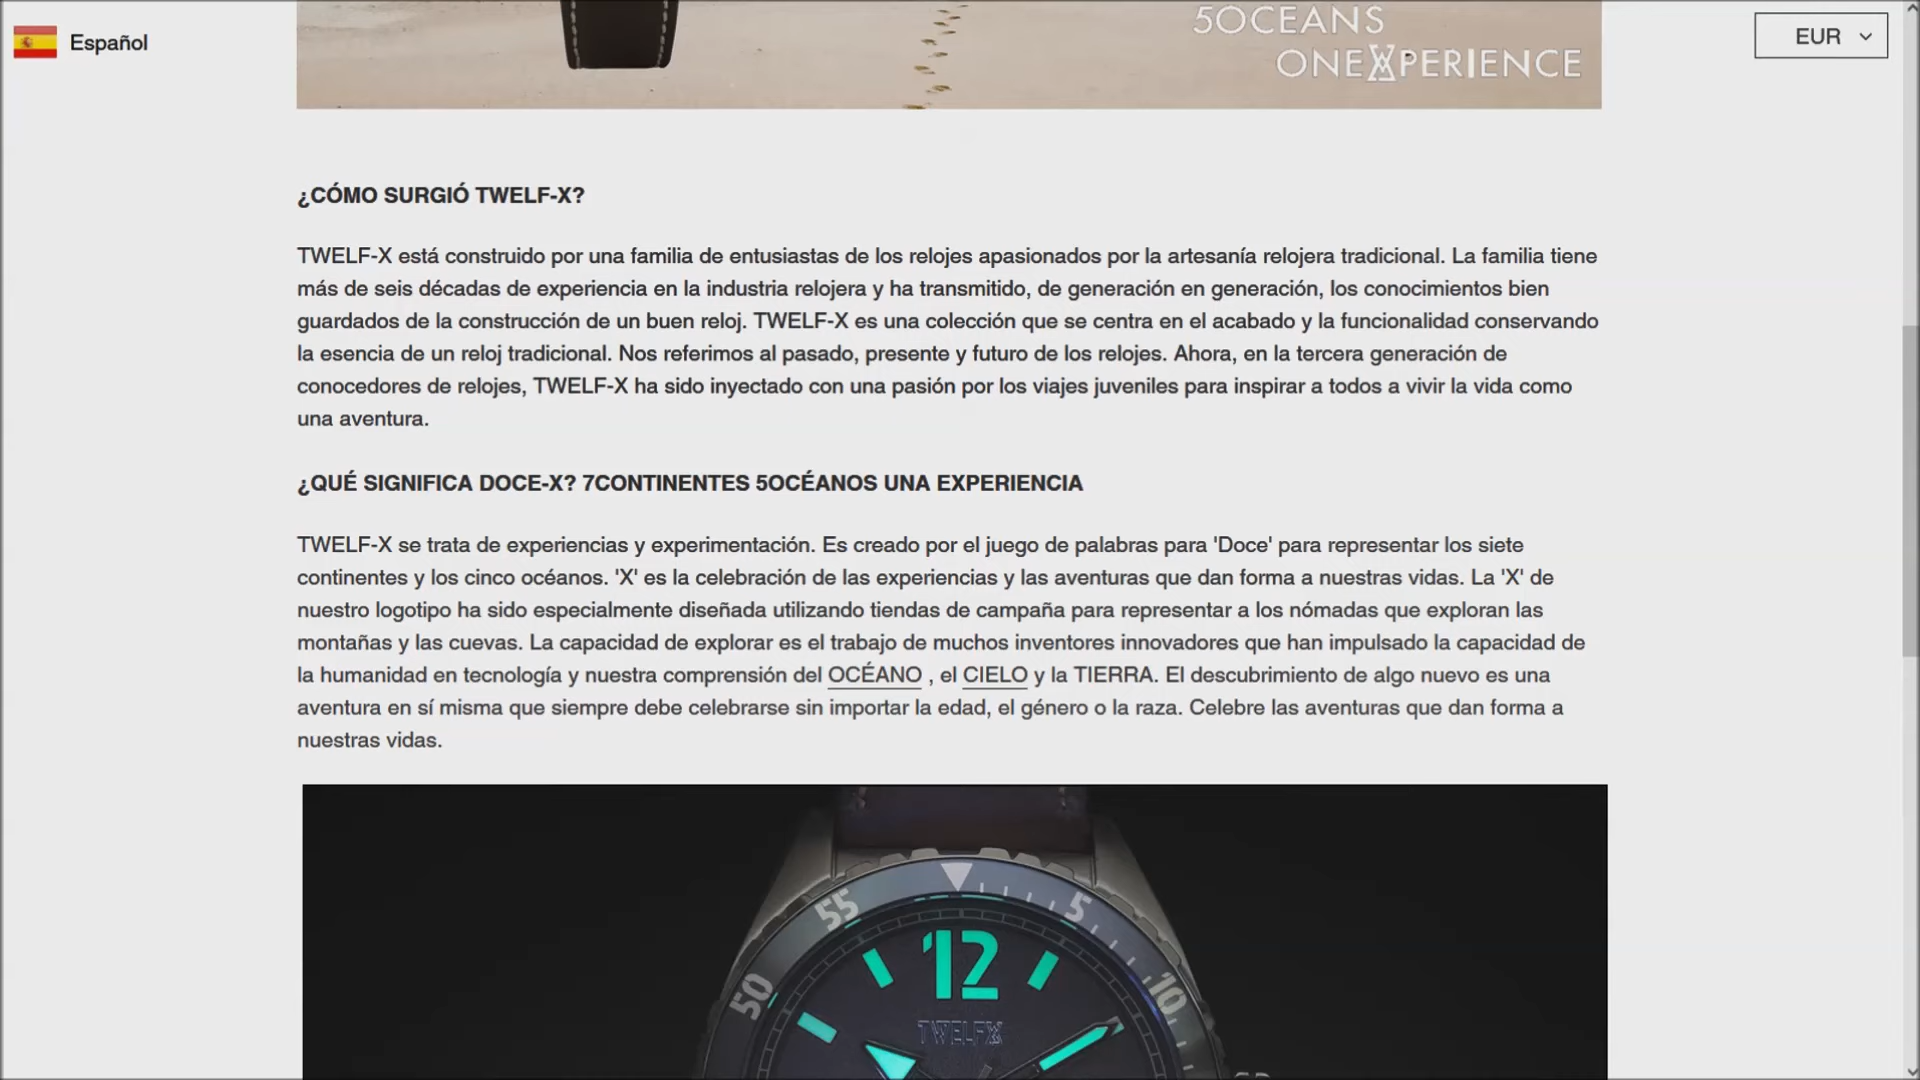 Español
EUR
5OCEANS
ONEXPERIENCE
¿CÓMO SURGIÓ TWELF-X?
TWELF-X está construido por una familia de entusiastas de los relojes apasionados por la artesanía relojera tradicional. La familia tiene
más de seis décadas de experiencia en la industria relojera y ha transmitido, de generación en generación, los conocimientos bien
guardados de la construcción de un buen reloj. TWELF-X es una colección que se centra en el acabado y la funcionalidad conservando
la esencia de un reloj tradicional. Nos referimos al pasado, presente y futuro de los relojes. Ahora, en la tercera generación de
conocedores de relojes, TWELF-X ha sido inyectado con una pasión por los viajes juveniles para inspirar a todos a vivir la vida como
una aventura.
¿QUÉ SIGNIFICA DOCE-X? 7CONTINENTES 5OCÉANOS UNA EXPERIENCIA
TWELF-X se trata de experiencias y experimentación. Es creado por el juego de palabras para 'Doce' para representar los siete
continentes y los cinco océanos. 'X' es la celebración de las experiencias y las aventuras que dan forma a nuestras vidas. La 'X' de
nuestro logotipo ha sido especialmente diseñada utilizando tiendas de campaña para representar a los nómadas que exploran las
montañas y las cuevas. La capacidad de explorar es el trabajo de muchos inventores innovadores que han impulsado la capacidad de
la humanidad en tecnología y nuestra comprensión del OCÉANO , el CIELO y la TIERRA. El descubrimiento de algo nuevo es una
aventura en sí misma que siempre debe celebrarse sin importar la edad, el género o la raza. Celebre las aventuras que dan forma a
nuestras vidas.
55
5
12
50
10
TWELFX